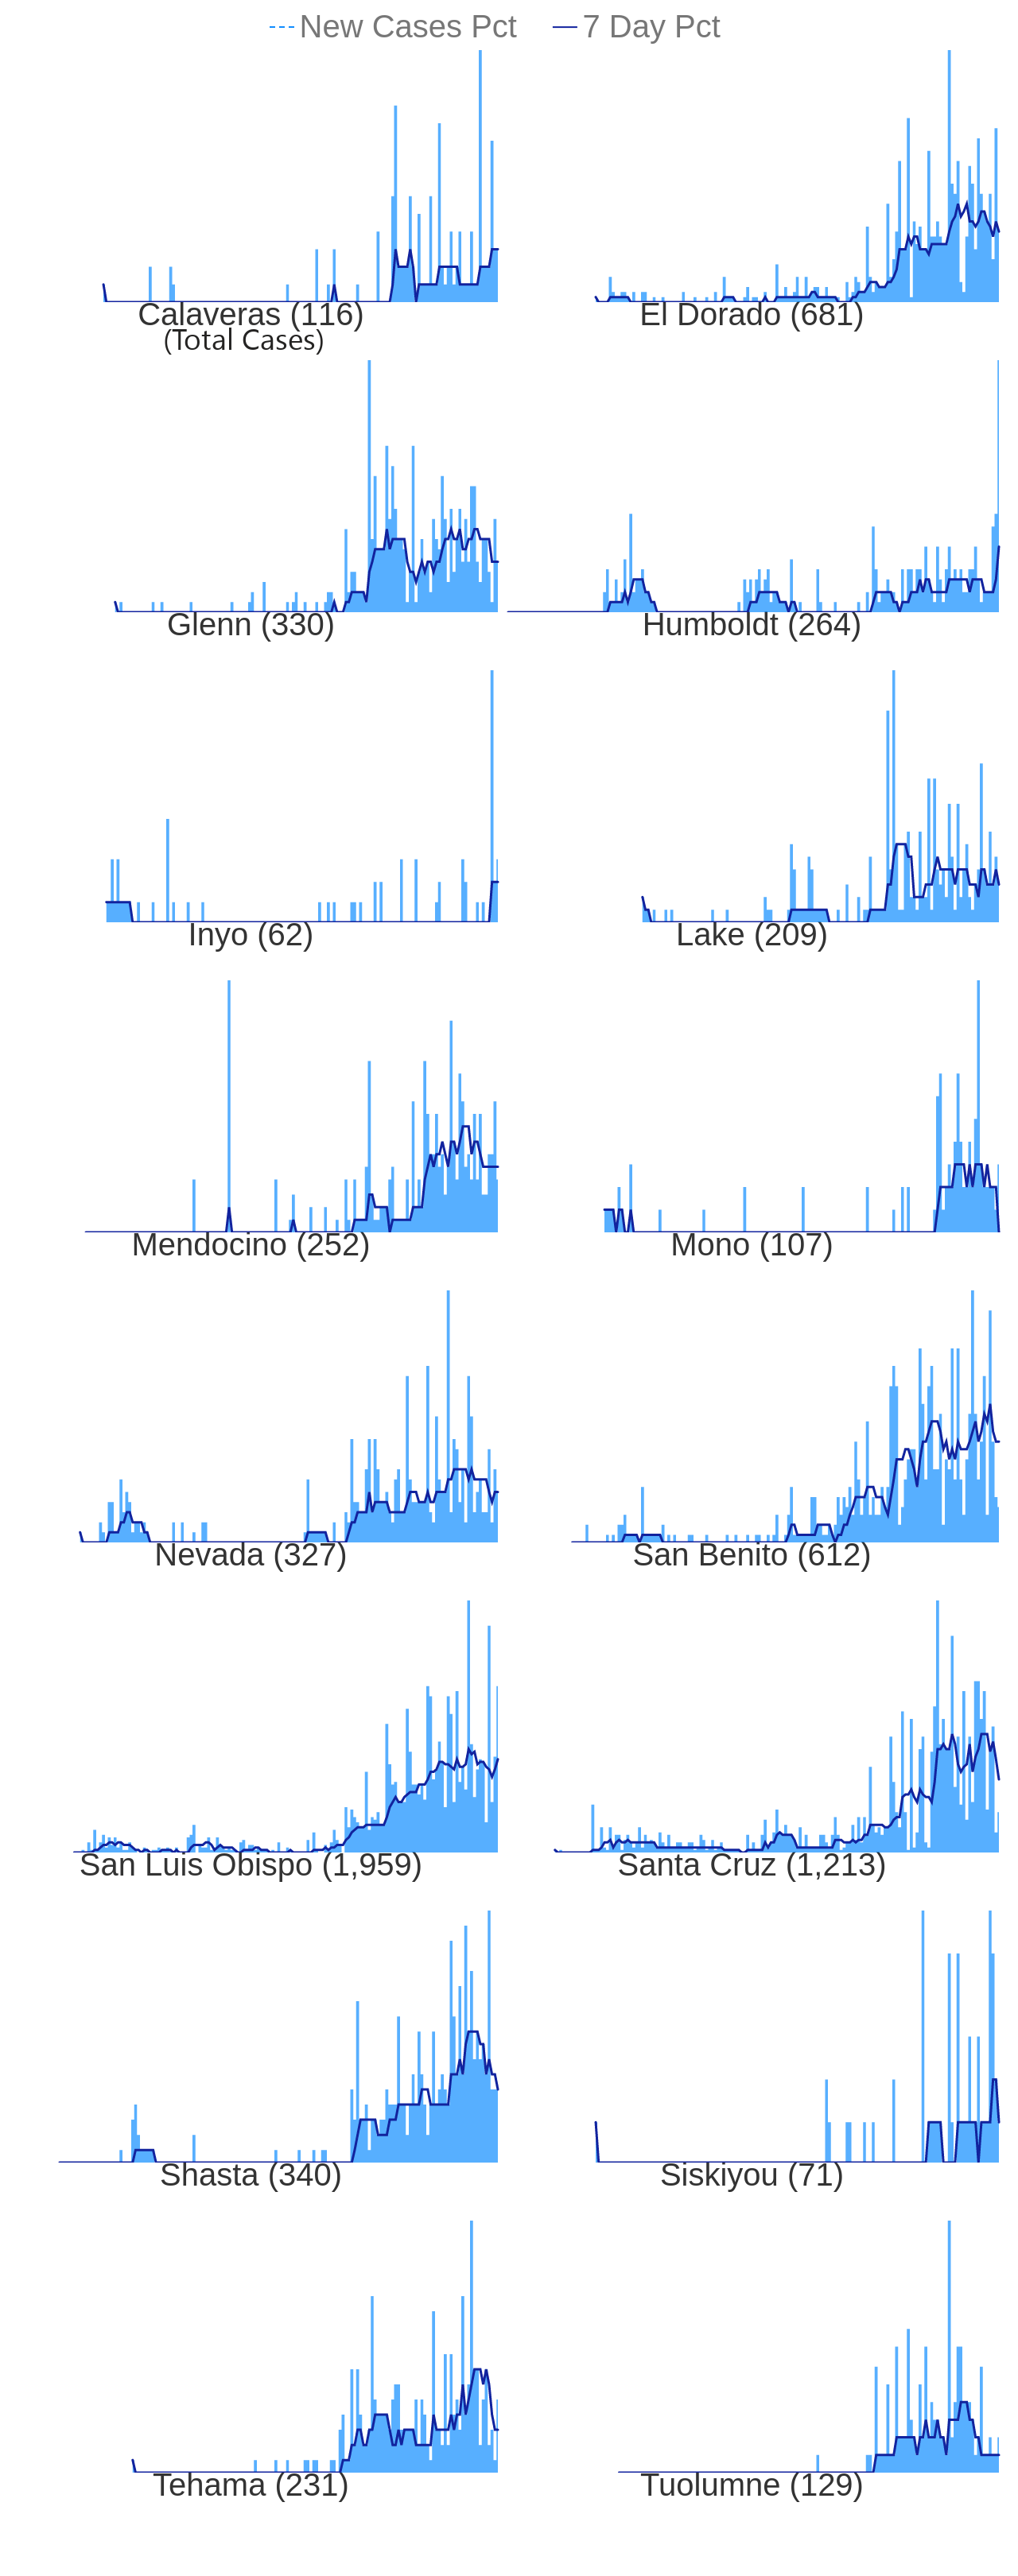 New Cases Pct 7 Day Pct
Calaveras (116) El Dorado (681)
(Total Cases)
Glenn (330) Humboldt (264)
Inyo (62) Lake (209)
Mendocino (252) Mono (107)
Nevada (327) San Benito (612)
San Luis Obispo (1,959) Santa Cruz (1,213)
Shasta (340) Siskiyou (71)
Tehama (231) Tuolumne (129)